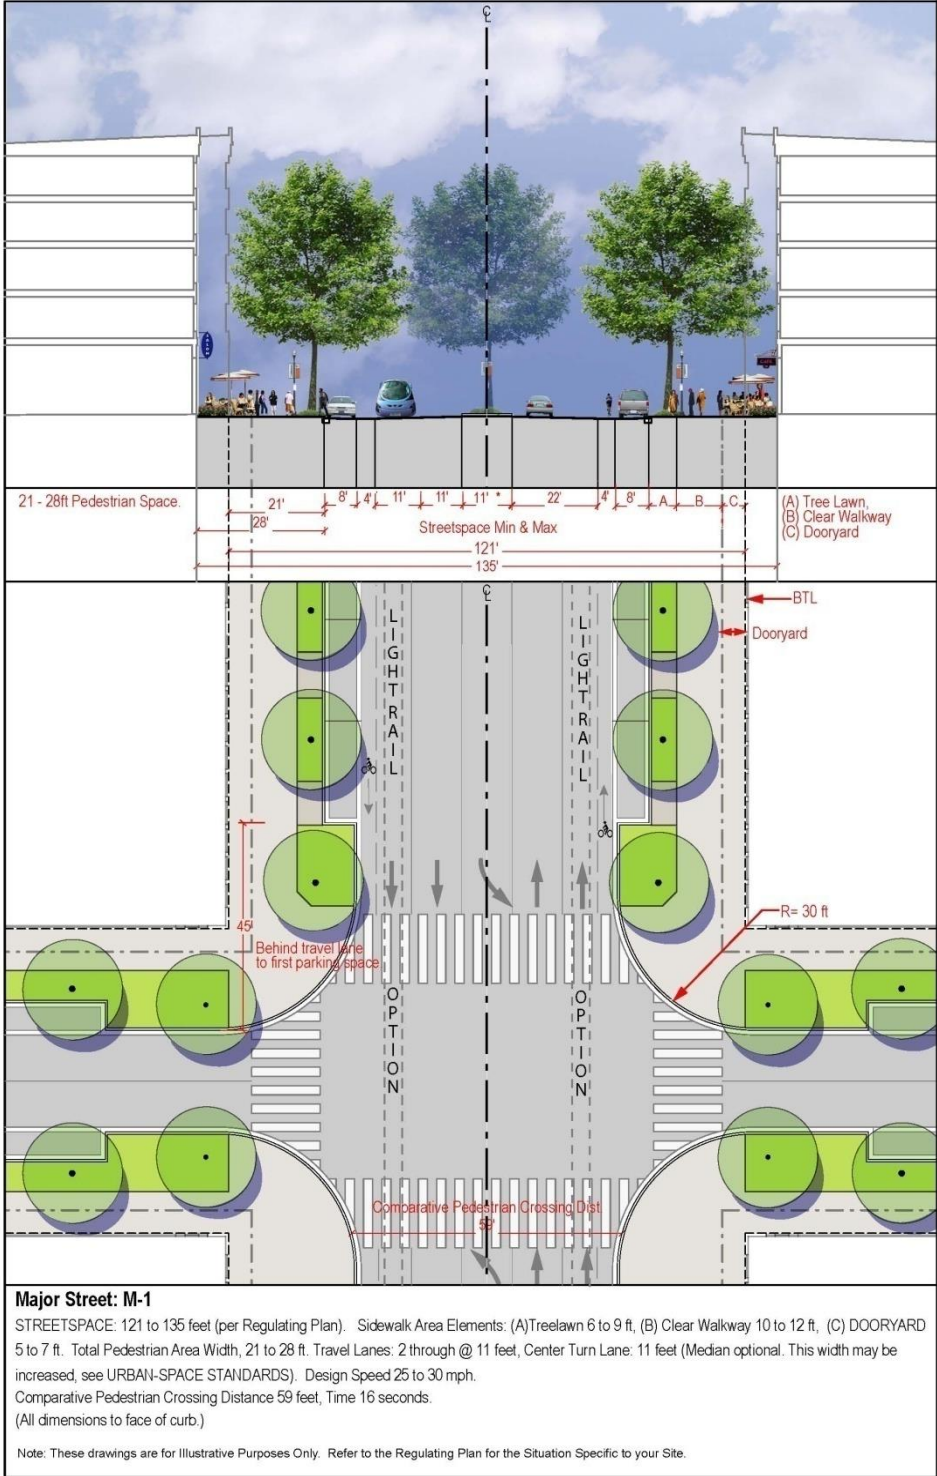 ℄
21 - 28ft Pedestrian Space.
21'
28'
8'
4'
11'
11'
11' *
22'
4'
8'
A
B
C
(A) Tree Lawn,
(B) Clear Walkway
(C) Dooryard
Streetspace Min & Max
121'
135'
℄
BTL
Dooryard
LIGHT RAIL
LIGHT RAIL
R= 30 ft
45'
Behind travel lane
to first parking space.
OPTION
OPTION
Comparative Pedestrian Crossing Dist.
59'
Major Street: M-1
STREETSPACE: 121 to 135 feet (per Regulating Plan). Sidewalk Area Elements: (A)Treelawn 6 to 9 ft, (B) Clear Walkway 10 to 12 ft, (C) DOORYARD
5 to 7 ft. Total Pedestrian Area Width, 21 to 28 ft. Travel Lanes: 2 through @ 11 feet, Center Turn Lane: 11 feet (Median optional. This width may be
increased, see URBAN-SPACE STANDARDS). Design Speed 25 to 30 mph.
Comparative Pedestrian Crossing Distance 59 feet, Time 16 seconds.
(All dimensions to face of curb.)
Note: These drawings are for Illustrative Purposes Only. Refer to the Regulating Plan for the Situation Specific to your Site.